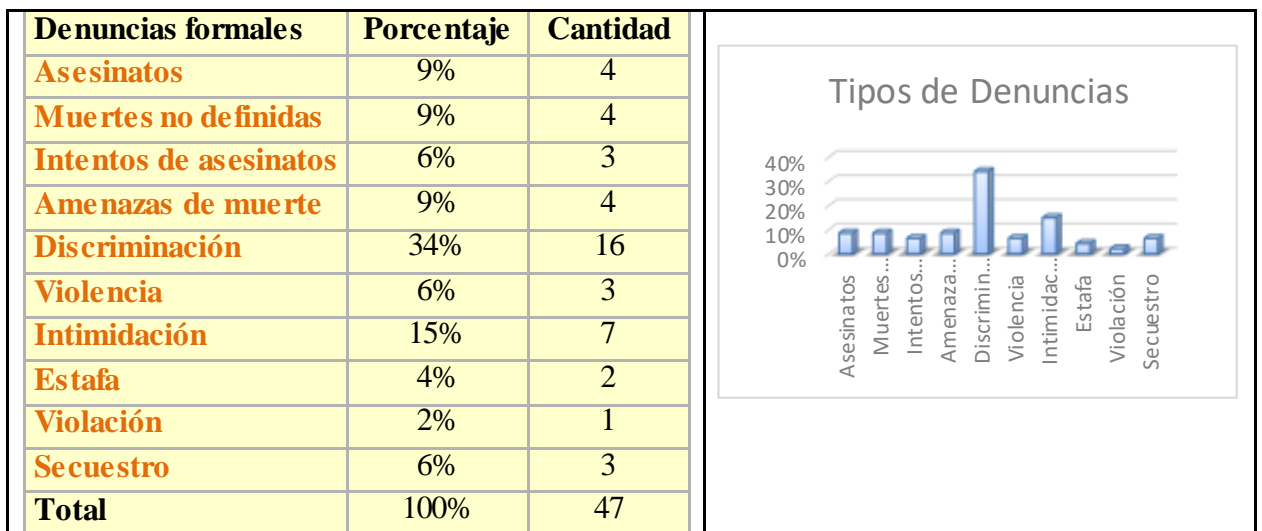 Denuncias formales Porcentaje Cantidad
Asesinatos 9% 4
Muertes no definidas 9% 4
Intentos de asesinatos 6% 3
Amenazas de muerte 9% 4
Discriminación 34% 16
Violencia 6% 3
Intimidación 15% 7
Estafa 4% 2
Violación 2% 1
Secuestro 6% 3
Total 100% 47
Tipos de Denuncias
40%
30%
20%
10%
0%
Asesinatos
Muertes...
Intentos...
Amenaza...
Discrimin...
Violencia
Intimidac...
Estafa
Violación
Secuestro